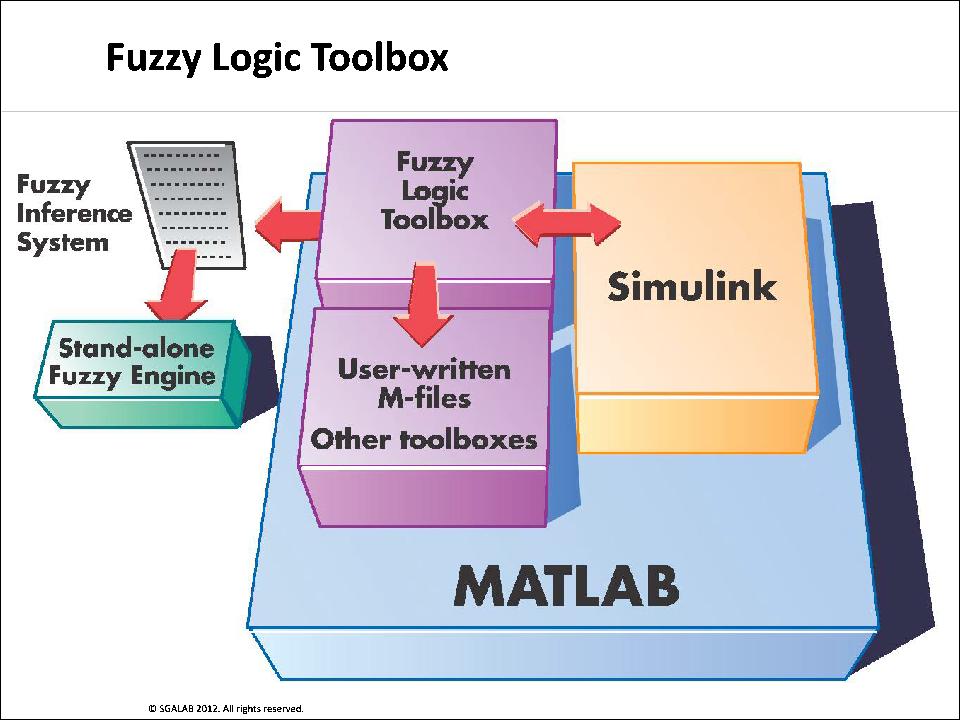 Fuzzy Logic Toolbox
Fuzzy
Inference
System
Fuzzy
Logic
Toolbox
Simulink
Stand-alone
Fuzzy Engine
User-written
M-files
Other toolboxes
MATLAB
© SGALAB 2012. All rights reserved.